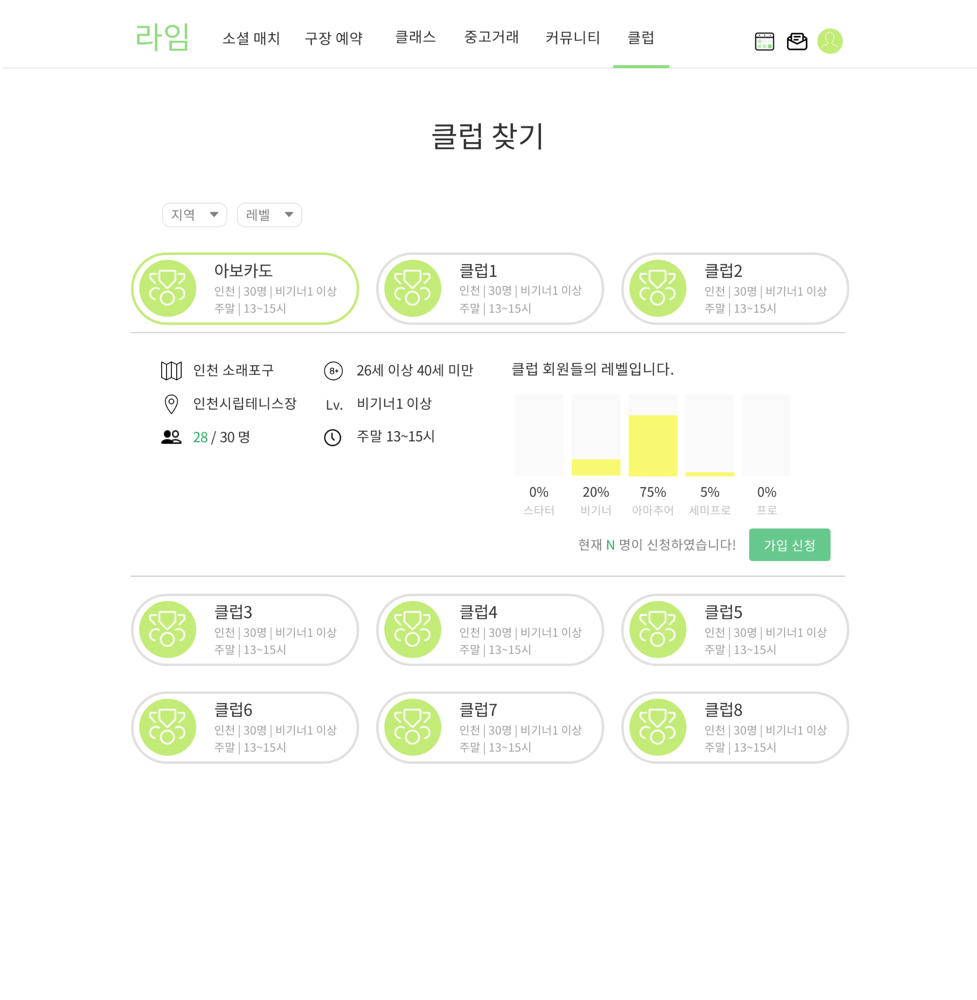 라임
소셜 매치
구장 예약
클래스
중고거래
커뮤니티
클럽
클럽 찾기
지역
레벨
아보카도
인천 | 30명 | 비기너1 이상
주말 | 13~15시
클럽1
인천 | 30명 | 비기너1 이상
주말 | 13~15시
클럽2
인천 | 30명 | 비기너1 이상
주말 | 13~15시
인천 소래포구
인천시립테니스장
28 / 30 명
8+
26세 이상 40세 미만
Lv.
비기너1 이상
주말 13~15시
클럽 회원들의 레벨입니다.
0%
20%
75%
5%
0%
스타터
비기너
아마추어
세미프로
프로
현재 N 명이 신청하였습니다!
가입 신청
클럽3
인천 | 30명 | 비기너1 이상
주말 | 13~15시
클럽4
인천 | 30명 | 비기너1 이상
주말 | 13~15시
클럽5
인천 | 30명 | 비기너1 이상
주말 | 13~15시
클럽6
인천 | 30명 | 비기너1 이상
주말 | 13~15시
클럽7
인천 | 30명 | 비기너1 이상
주말 | 13~15시
클럽8
인천 | 30명 | 비기너1 이상
주말 | 13~15시